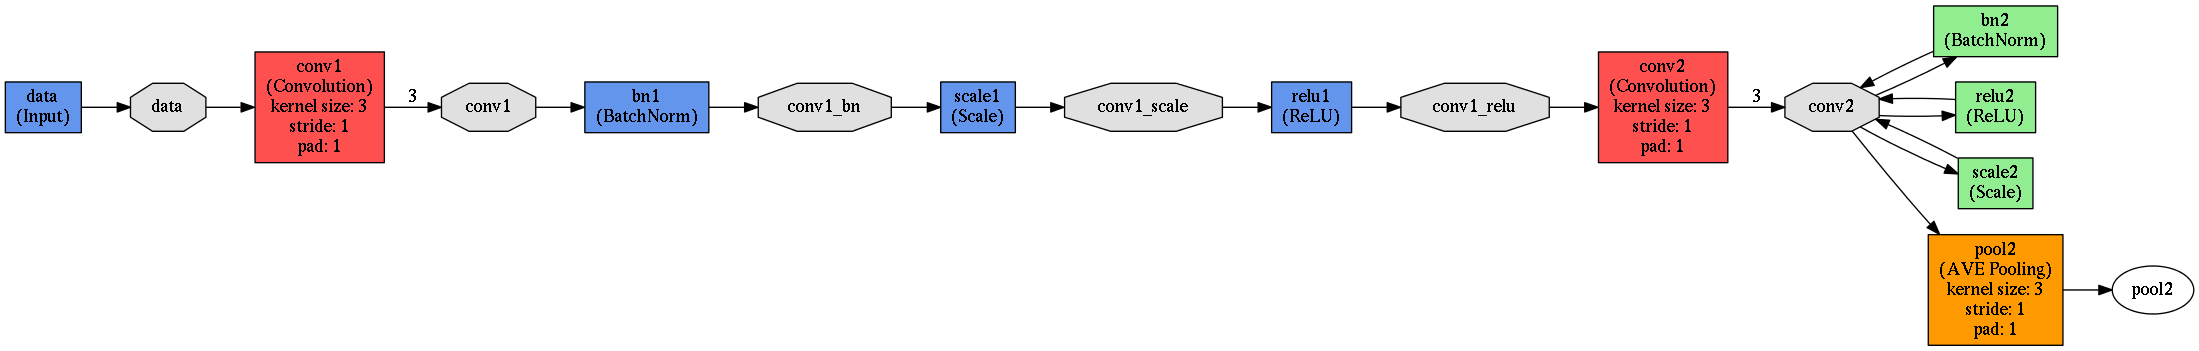 data
(Input)
data
conv1
(Convolution)
kernel size: 3
stride: 1
pad: 1
3
conv1
bn1
(BatchNorm)
conv1_bn
scale1
(Scale)
conv1_scale
relu1
(ReLU)
conv1_relu
conv2
(Convolution)
kernel size: 3
stride: 1
pad: 1
3
conv2
bn2
(BatchNorm)
relu2
(ReLU)
scale2
(Scale)
pool2
(AVE Pooling)
kernel size: 3
stride: 1
pad: 1
pool2